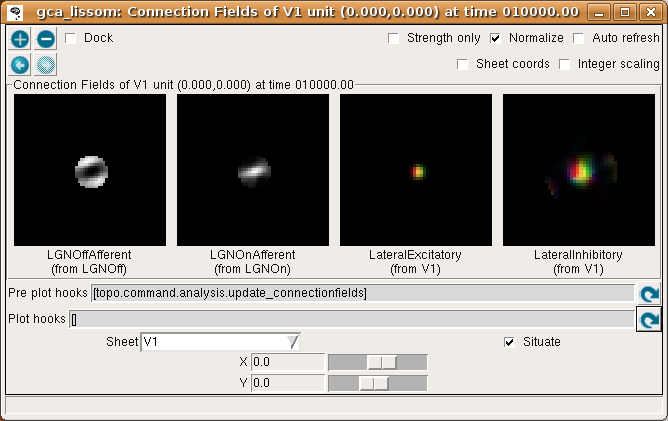 gca_lissom: Connection Fields of V1 unit (0.000,0.000) at time 010000.00
Dock
Strength only
Normalize
Auto refresh
Sheet coords
Integer scaling
Connection Fields of V1 unit (0.000,0.000) at time 010000.00
LGNOffAfferent
(from LGNOff)
LGNOnAfferent
(from LGNOn)
LateralExcitatory
(from V1)
LateralInhibitory
(from V1)
Pre plot hooks [topo.command.analysis.update_connectionfields]
Plot hooks []
Sheet V1
Situate
X 0.0
Y 0.0